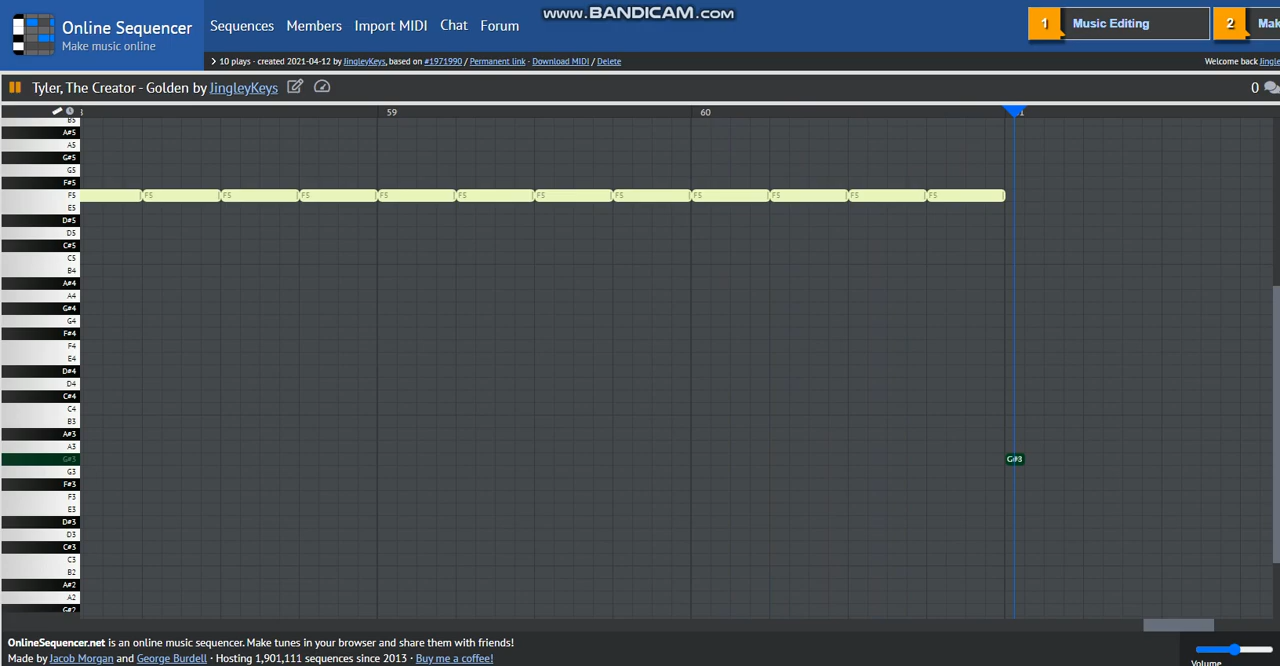 Online Sequencer
Make music online
Sequences Members Import MIDI Chat Forum
WWW.BANDICAM.COM
1 Music Editing 2 Mak
10 plays · created 2021-04-12 by JingleyKeys, based on #1971990 / Permanent link · Download MIDI / Delete
Welcome back Jingle
Tyler, The Creator - Golden by JingleyKeys
0
59 60
B5
A#5
A5
G#5
G5
F#5
F5 F5 F5 F5 F5 F5 F5 F5 F5 F5 F5 F5
E5
D#5
D5
C#5
C5
B4
A#4
A4
G#4
G4
F#4
F4
E4
D#4
D4
C#4
C4
B3
A#3
A3
G#3 G#3
G3
F#3
F3
E3
D#3
D3
C#3
C3
B2
A#2
A2
G#2
OnlineSequencer.net is an online music sequencer. Make tunes in your browser and share them with friends!
Made by Jacob Morgan and George Burdell · Hosting 1,901,111 sequences since 2013 · Buy me a coffee!
Volume